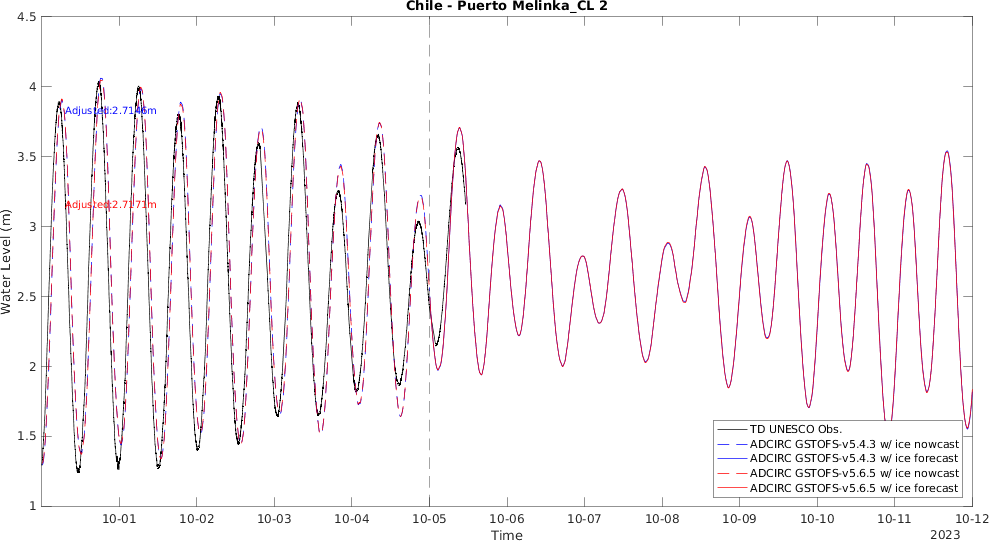 Chile - Puerto Melinka_CL 2
4.5
4
3.5
3
2.5
2
1.5
1
Water Level (m)
Adjusted:2.7146m
Adjusted:2.7171m
TD UNESCO Obs.
ADCIRC GSTOFS-v5.4.3 w/ ice nowcast
ADCIRC GSTOFS-v5.4.3 w/ ice forecast
ADCIRC GSTOFS-v5.6.5 w/ ice nowcast
ADCIRC GSTOFS-v5.6.5 w/ ice forecast
10-01 10-02 10-03 10-04 10-05 10-06 10-07 10-08 10-09 10-10 10-11 10-12
Time
2023